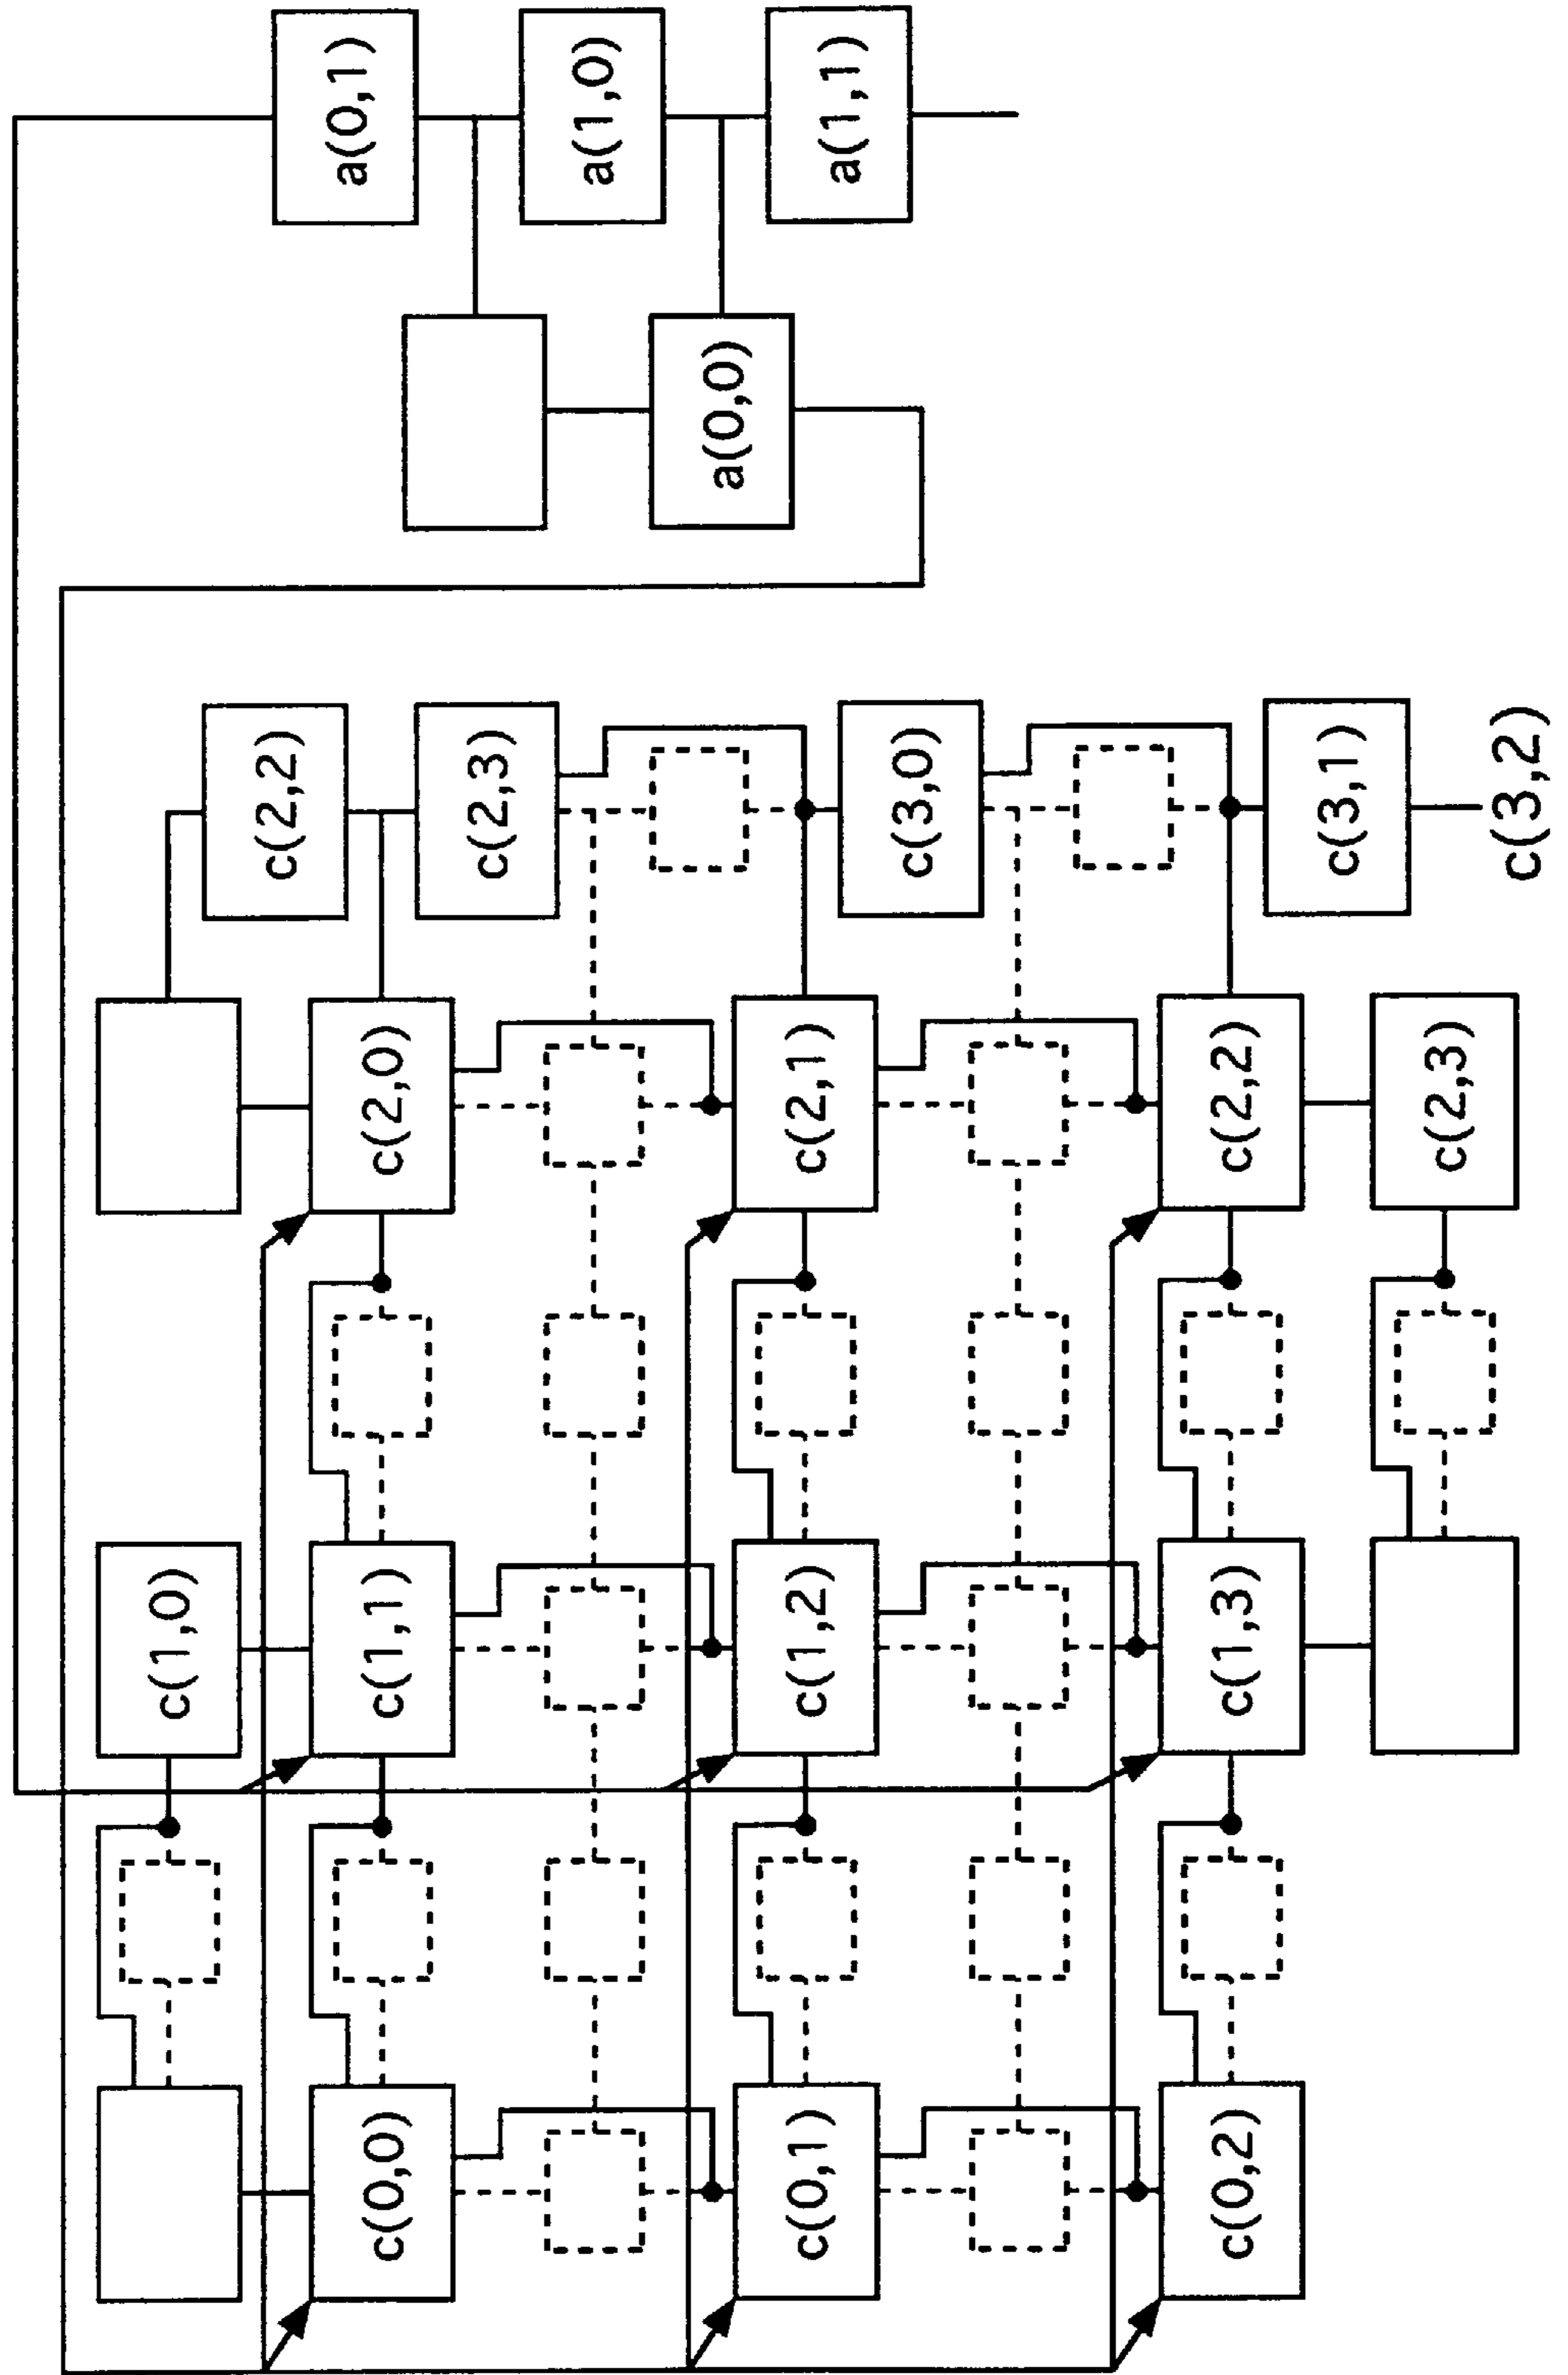 c(1,0)
c(2,2)
a(0,1)
c(0,0)
c(1,1)
c(2,0)
c(2,3)
a(1,0)
a(0,0)
c(0,1)
c(1,2)
c(2,1)
a(1,1)
c(3,0)
c(0,2)
c(1,3)
c(2,2)
c(3,1)
c(2,3)
c(3,2)